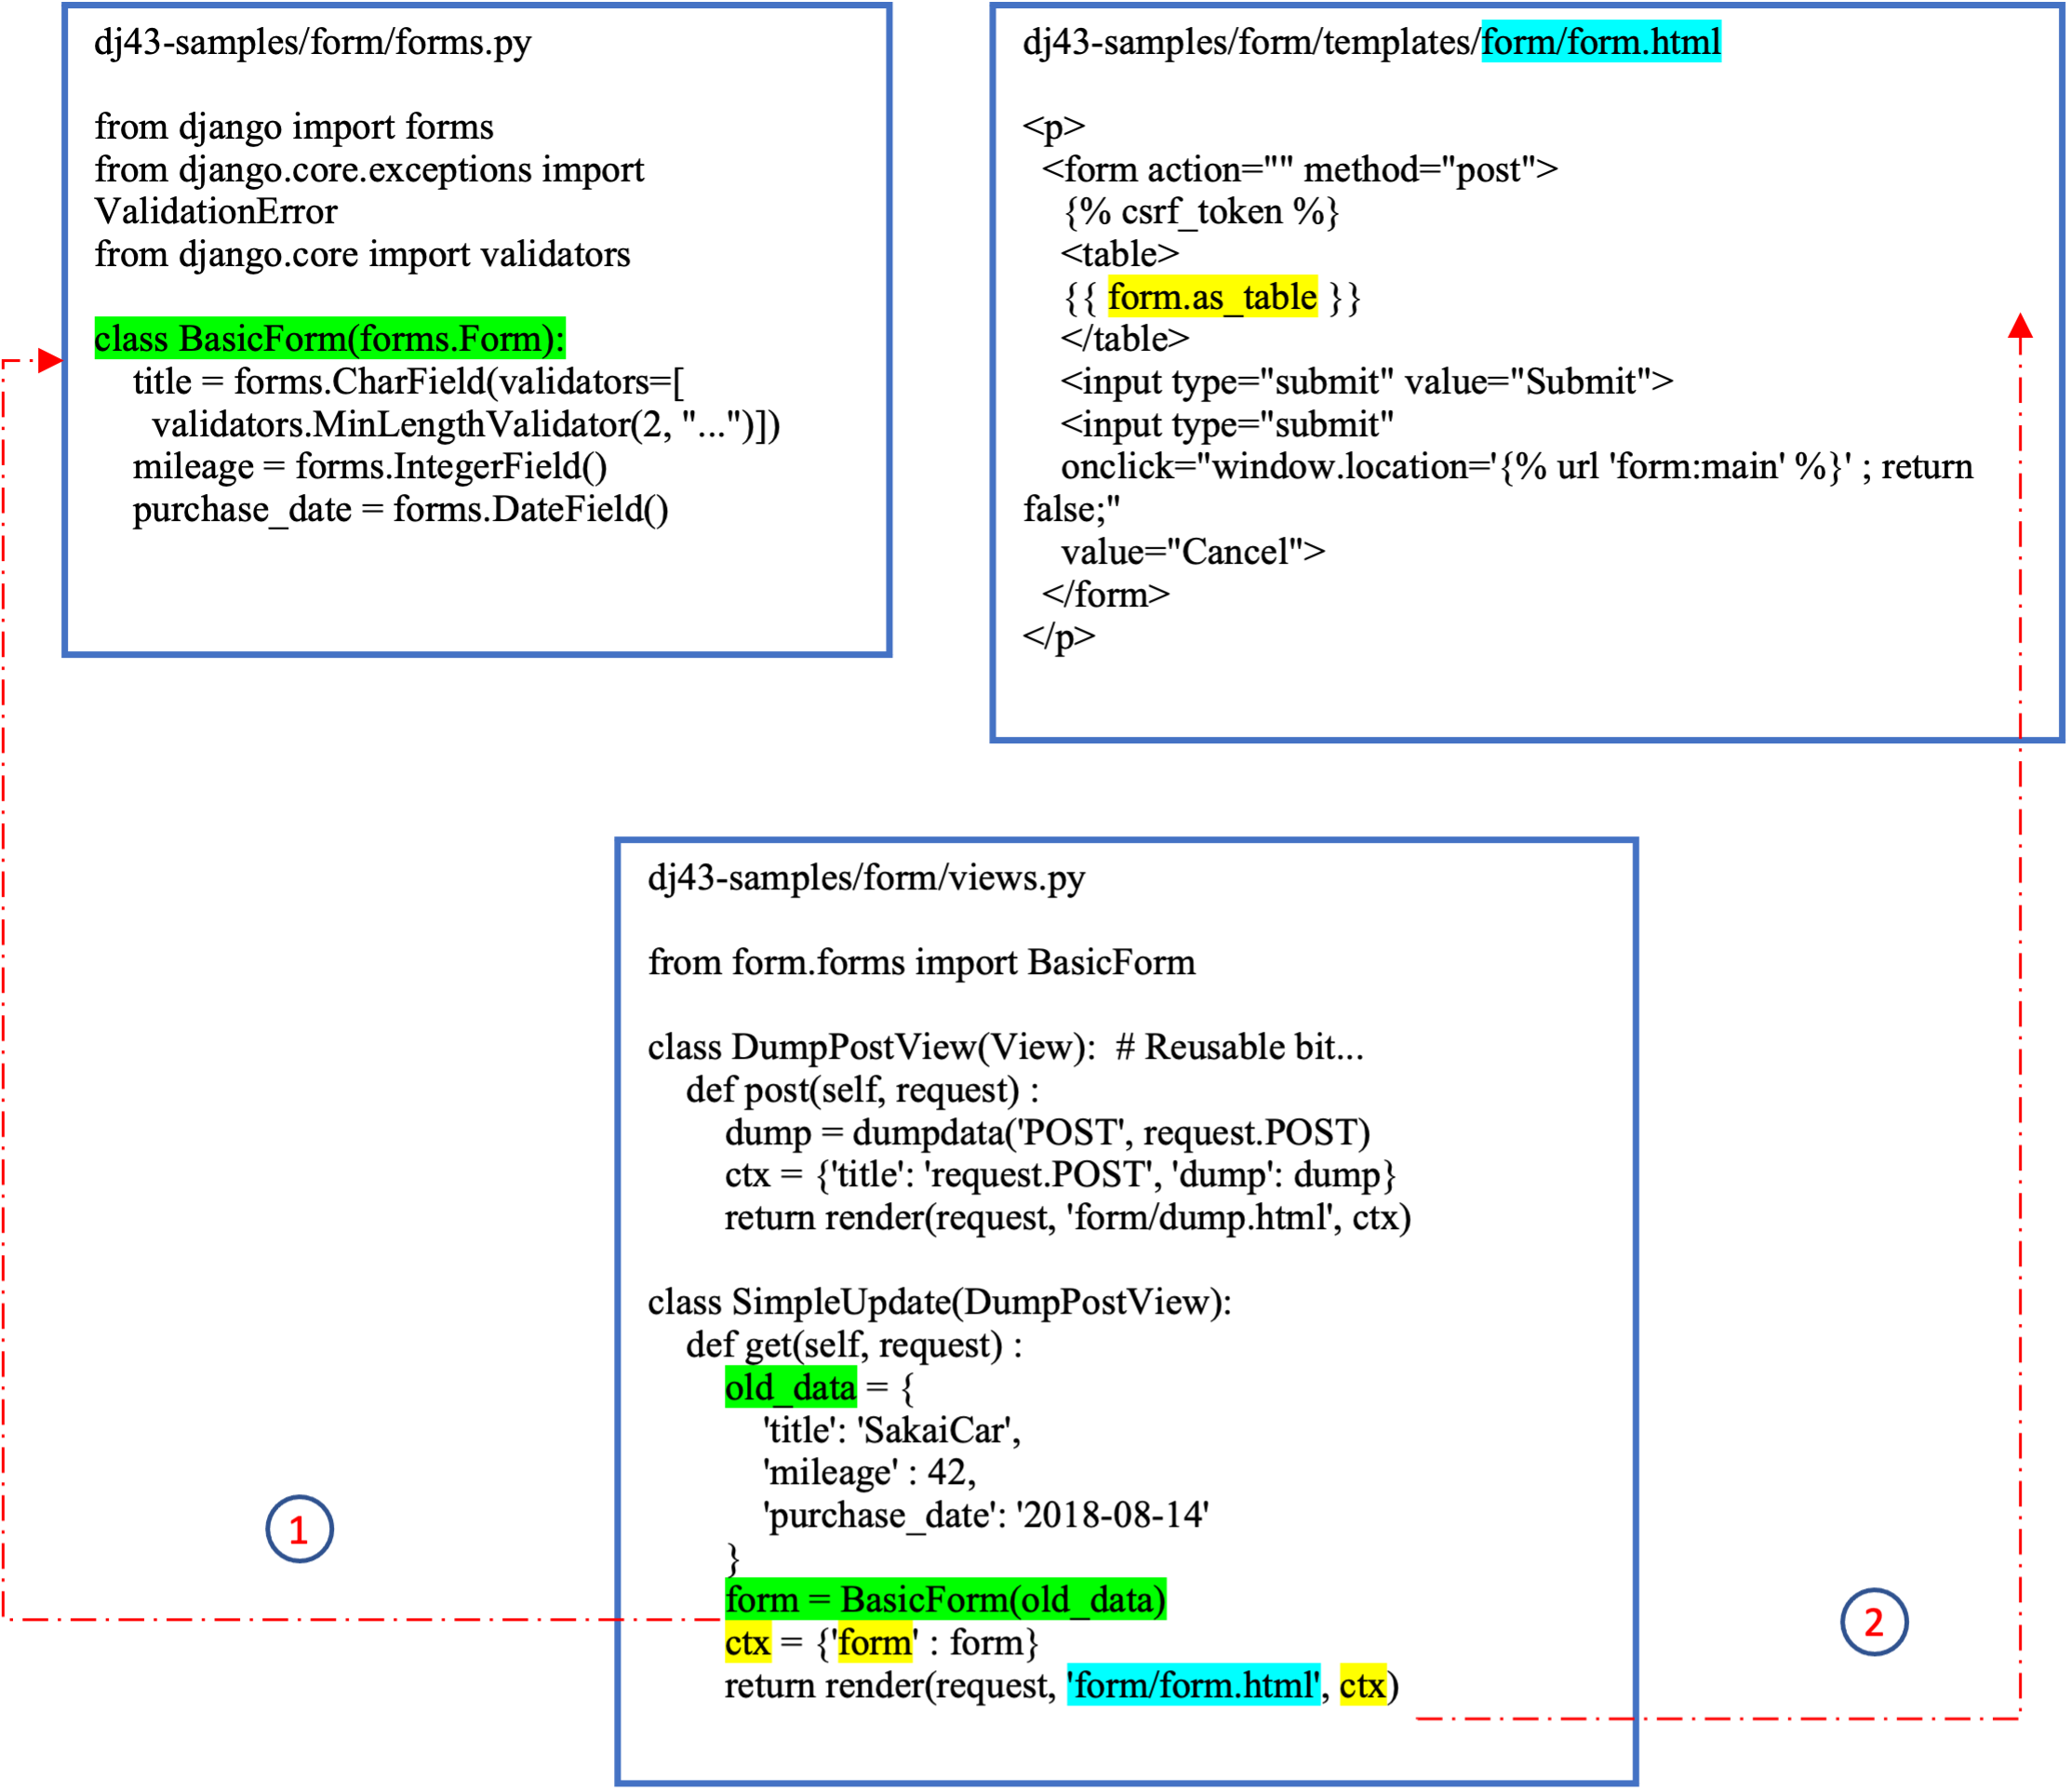 dj43-samples/form/forms.py
from django import forms
from django.core.exceptions import
ValidationError
from django.core import validators
class BasicForm(forms.Form):
title = forms.CharField(validators=[
validators.MinLengthValidator(2, "...")])
mileage = forms.IntegerField()
purchase_date = forms.DateField()
dj43-samples/form/templates/form/form.html
<p>
<form action="" method="post">
{% csrf_token %}
<table>
{{ form.as_table }}
</table>
<input type="submit" value="Submit">
<input type="submit"
onclick="window.location='{% url 'form:main' %}' ; return
false;"
value="Cancel">
</form>
</p>
dj43-samples/form/views.py
from form.forms import BasicForm
class DumpPostView(View):  # Reusable bit...
def post(self, request) :
dump = dumpdata('POST', request.POST)
ctx = {'title': 'request.POST', 'dump': dump}
return render(request, 'form/dump.html', ctx)
class SimpleUpdate(DumpPostView):
def get(self, request) :
old_data = {
'title': 'SakaiCar',
'mileage' : 42,
'purchase_date': '2018-08-14'
}
form = BasicForm(old_data)
ctx = {'form' : form}
return render(request, 'form/form.html', ctx)
1
2